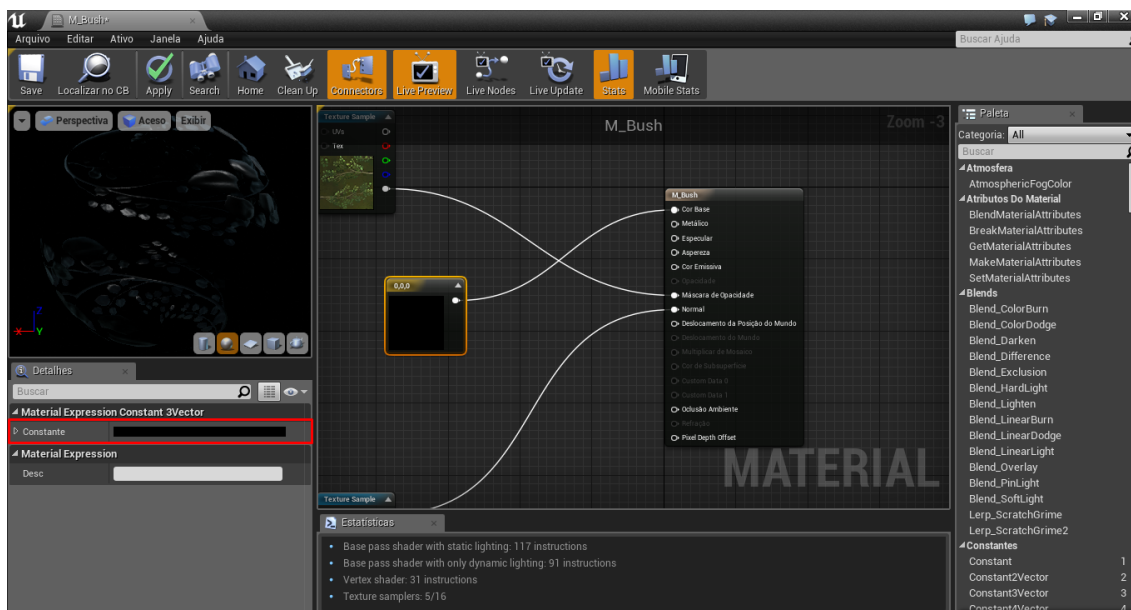 M_Bush*
Arquivo Editar Ativo Janela Ajuda
Buscar Ajuda
Save Localizar no CB Apply Search Home Clean Up Connectors Live Preview Live Nodes Live Update Stats Mobile Stats
Perspectiva Aceso Exibir
X Y Z
Detalhes
Buscar
Material Expression Constant 3Vector
Constante
Material Expression
Desc
Texture Sample
UVs
Tex
M_Bush
Zoom -3
0,0,0
M_Bush
Cor Base
Metálico
Especular
Aspereza
Cor Emissiva
Opacidade
Máscara de Opacidade
Normal
Deslocamento da Posição do Mundo
Deslocamento do Mundo
Multiplicar de Mosaico
Cor de Subsuperfície
Custom Data 0
Custom Data 1
Oclusão Ambiente
Refração
Pixel Depth Offset
MATERIAL
Texture Sample
Estatísticas
Base pass shader with static lighting: 117 instructions
Base pass shader with only dynamic lighting: 91 instructions
Vertex shader: 31 instructions
Texture samplers: 5/16
Paleta
Categoria: All
Buscar
Atmosfera
AtmosphericFogColor
Atributos Do Material
BlendMaterialAttributes
BreakMaterialAttributes
GetMaterialAttributes
MakeMaterialAttributes
SetMaterialAttributes
Blends
Blend_ColorBurn
Blend_ColorDodge
Blend_Darken
Blend_Difference
Blend_Exclusion
Blend_HardLight
Blend_Lighten
Blend_LinearBurn
Blend_LinearDodge
Blend_LinearLight
Blend_Overlay
Blend_PinLight
Blend_SoftLight
Lerp_ScratchGrime
Lerp_ScratchGrime2
Constantes
Constant 1
Constant2Vector 2
Constant3Vector 3
Constant4Vector 4